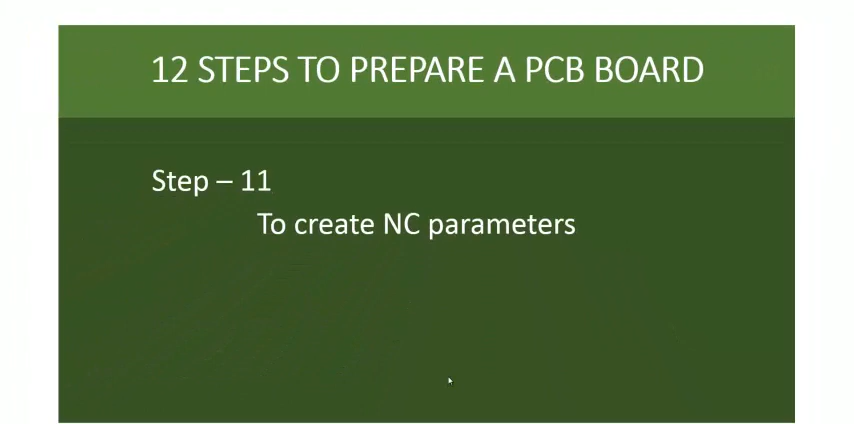 12 STEPS TO PREPARE A PCB BOARD
Step – 11
To create NC parameters